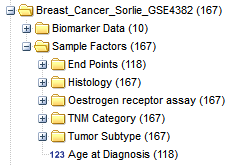 Breast_Cancer_Sorlie_GSE4382 (167)
Biomarker Data (10)
Sample Factors (167)
End Points (118)
Histology (167)
Oestrogen receptor assay (167)
TNM Category (167)
Tumor Subtype (167)
123 Age at Diagnosis (118)